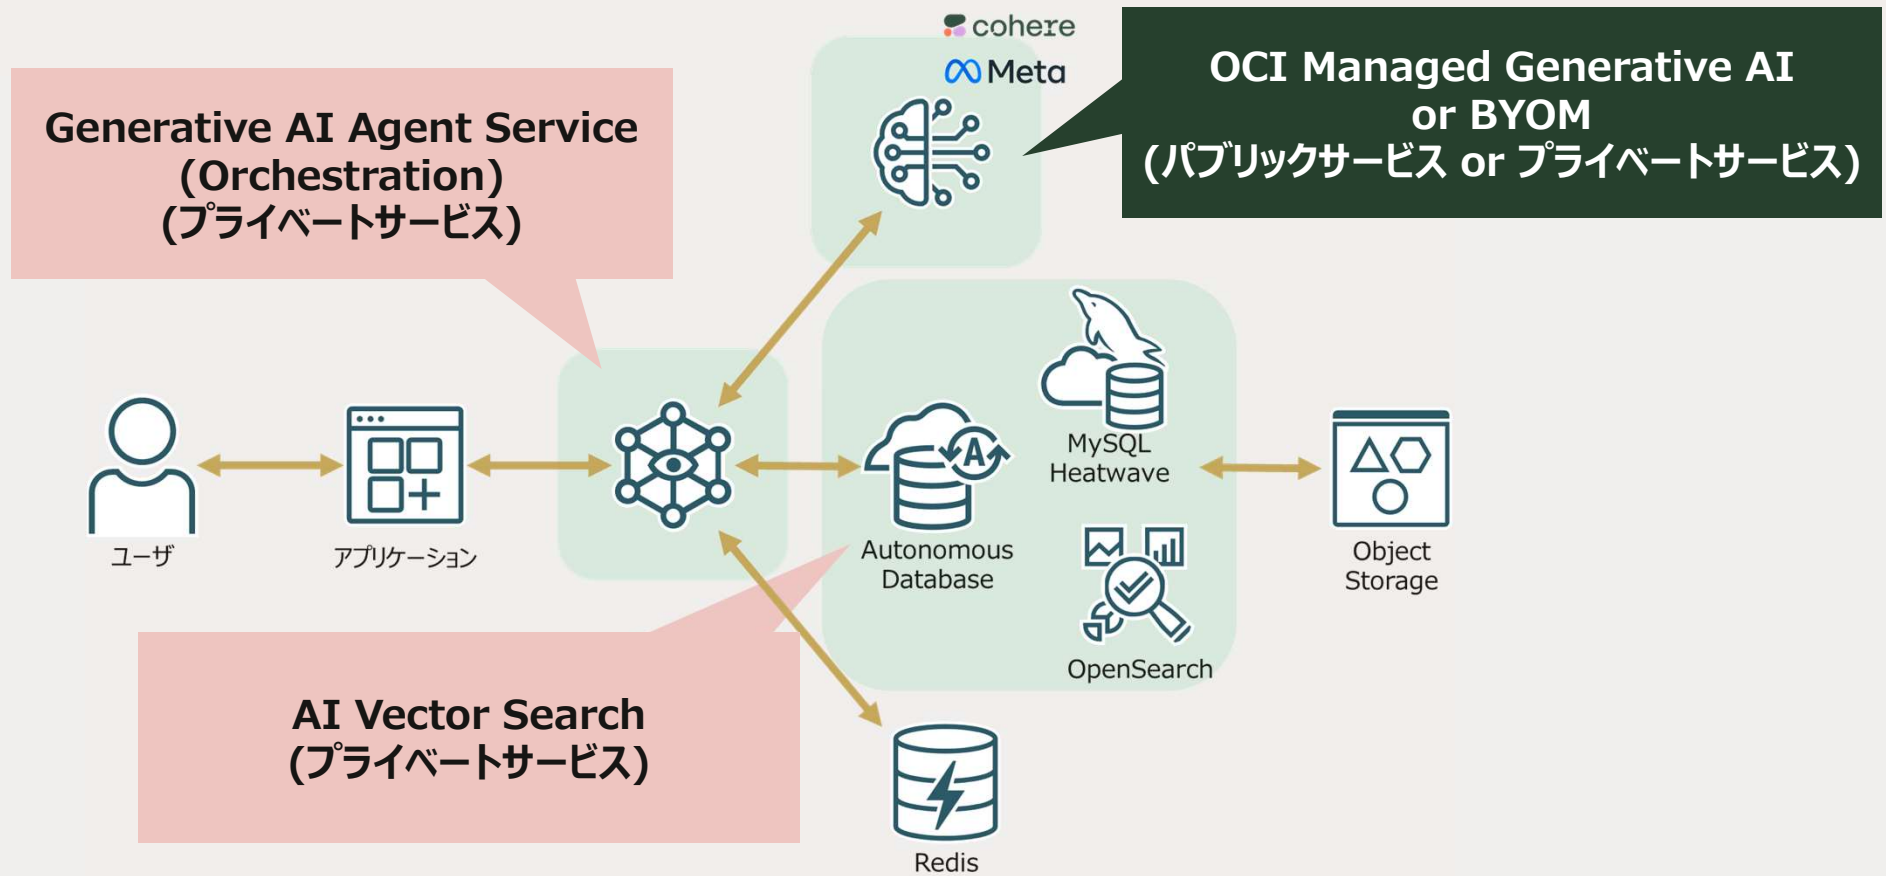 cohere
Meta
OCI Managed Generative AI
or BYOM
(パブリックサービス or プライベートサービス)
Generative AI Agent Service
(Orchestration)
(プライベートサービス)
MySQL
Heatwave
A
ユーザ
アプリケーション
Autonomous
Database
Object
Storage
OpenSearch
AI Vector Search
(プライベートサービス)
Redis